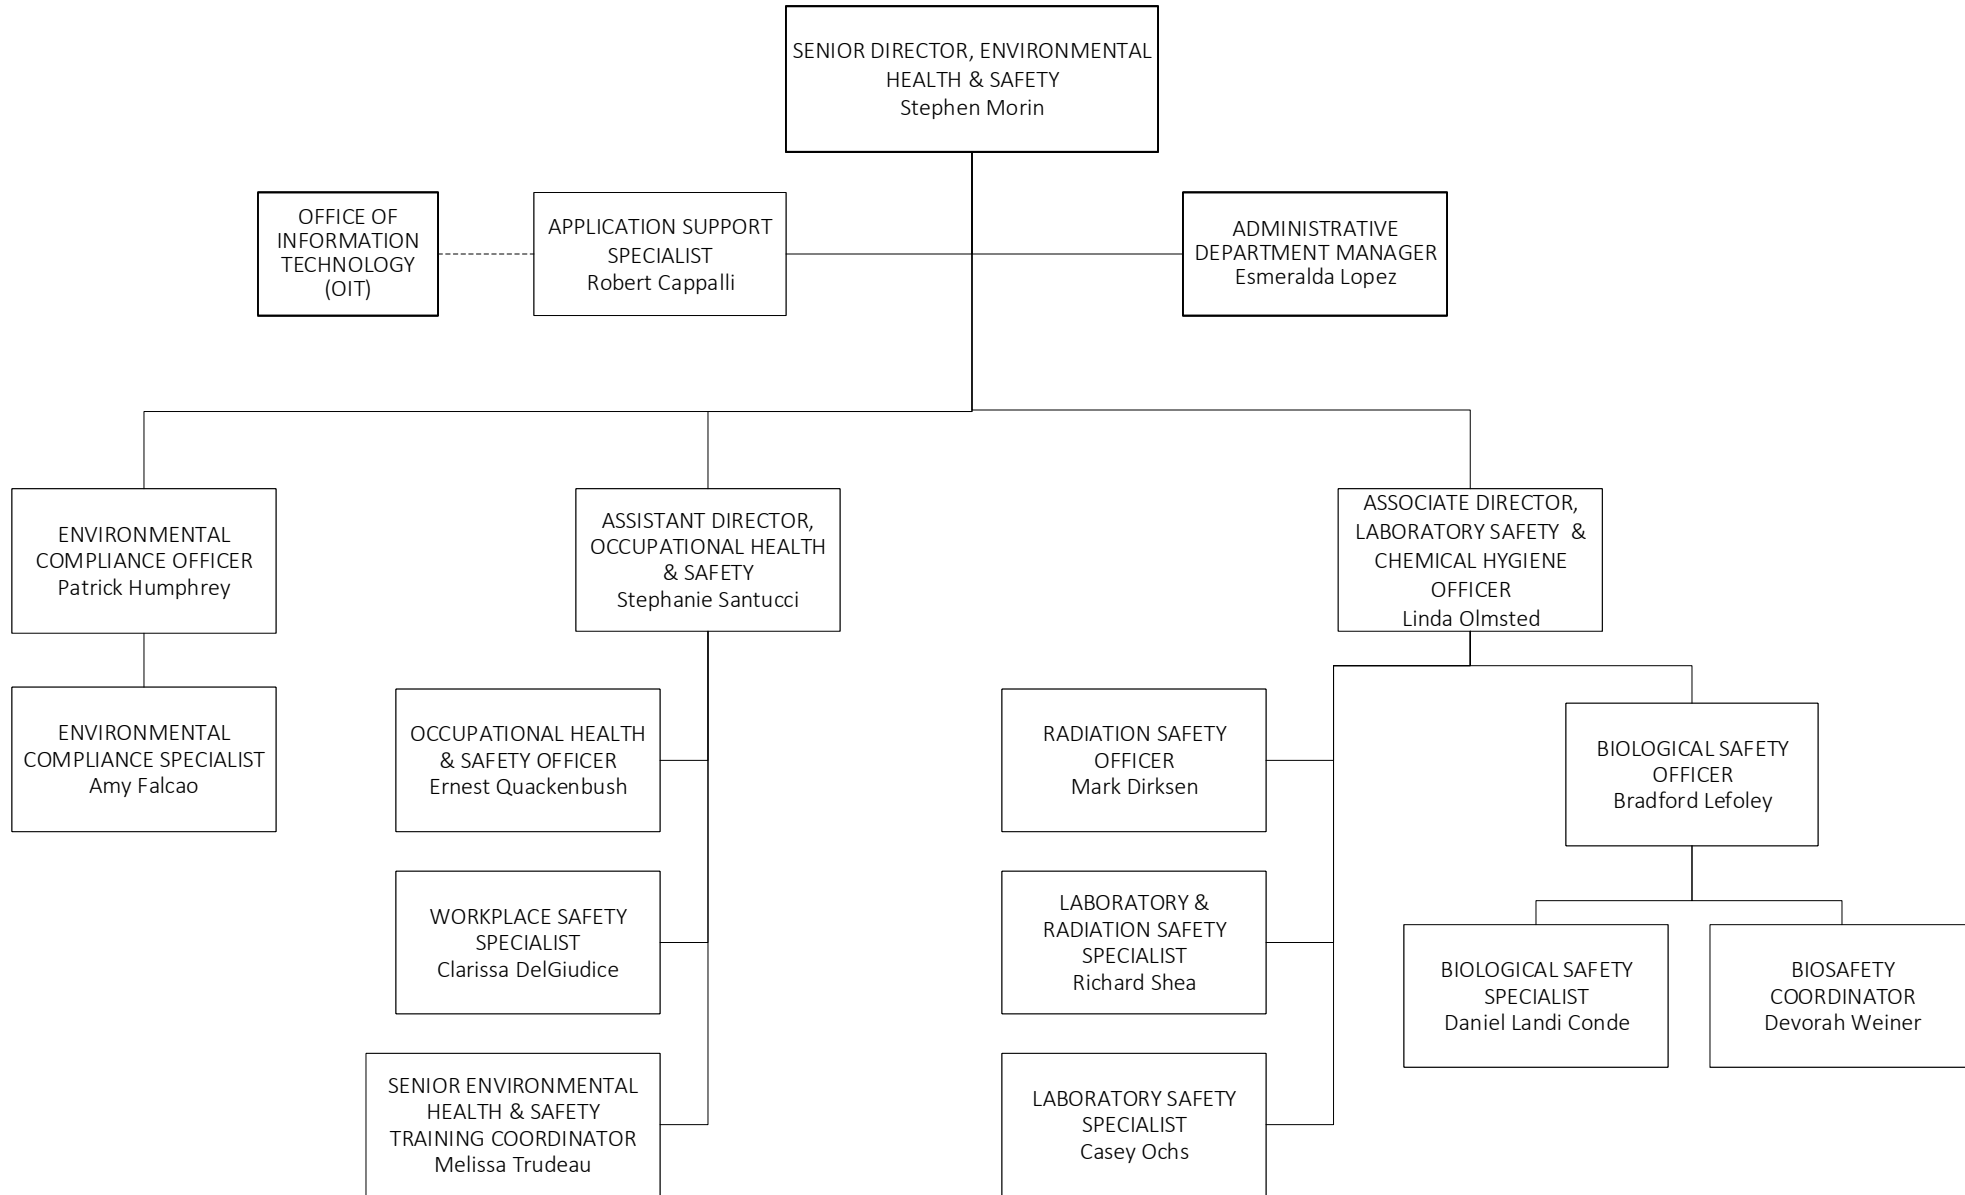 SENIOR DIRECTOR, ENVIRONMENTAL
HEALTH & SAFETY
Stephen Morin
OFFICE OF
INFORMATION
TECHNOLOGY
(OIT)
APPLICATION SUPPORT
SPECIALIST
Robert Cappalli
ADMINISTRATIVE
DEPARTMENT MANAGER
Esmeralda Lopez
ENVIRONMENTAL
COMPLIANCE OFFICER
Patrick Humphrey
ASSISTANT DIRECTOR,
OCCUPATIONAL HEALTH
& SAFETY
Stephanie Santucci
ASSOCIATE DIRECTOR,
LABORATORY SAFETY &
CHEMICAL HYGIENE
OFFICER
Linda Olmsted
ENVIRONMENTAL
COMPLIANCE SPECIALIST
Amy Falcao
OCCUPATIONAL HEALTH
& SAFETY OFFICER
Ernest Quackenbush
RADIATION SAFETY
OFFICER
Mark Dirksen
BIOLOGICAL SAFETY
OFFICER
Bradford Lefoley
WORKPLACE SAFETY
SPECIALIST
Clarissa DelGiudice
LABORATORY &
RADIATION SAFETY
SPECIALIST
Richard Shea
BIOLOGICAL SAFETY
SPECIALIST
Daniel Landi Conde
BIOSAFETY
COORDINATOR
Devorah Weiner
SENIOR ENVIRONMENTAL
HEALTH & SAFETY
TRAINING COORDINATOR
Melissa Trudeau
LABORATORY SAFETY
SPECIALIST
Casey Ochs